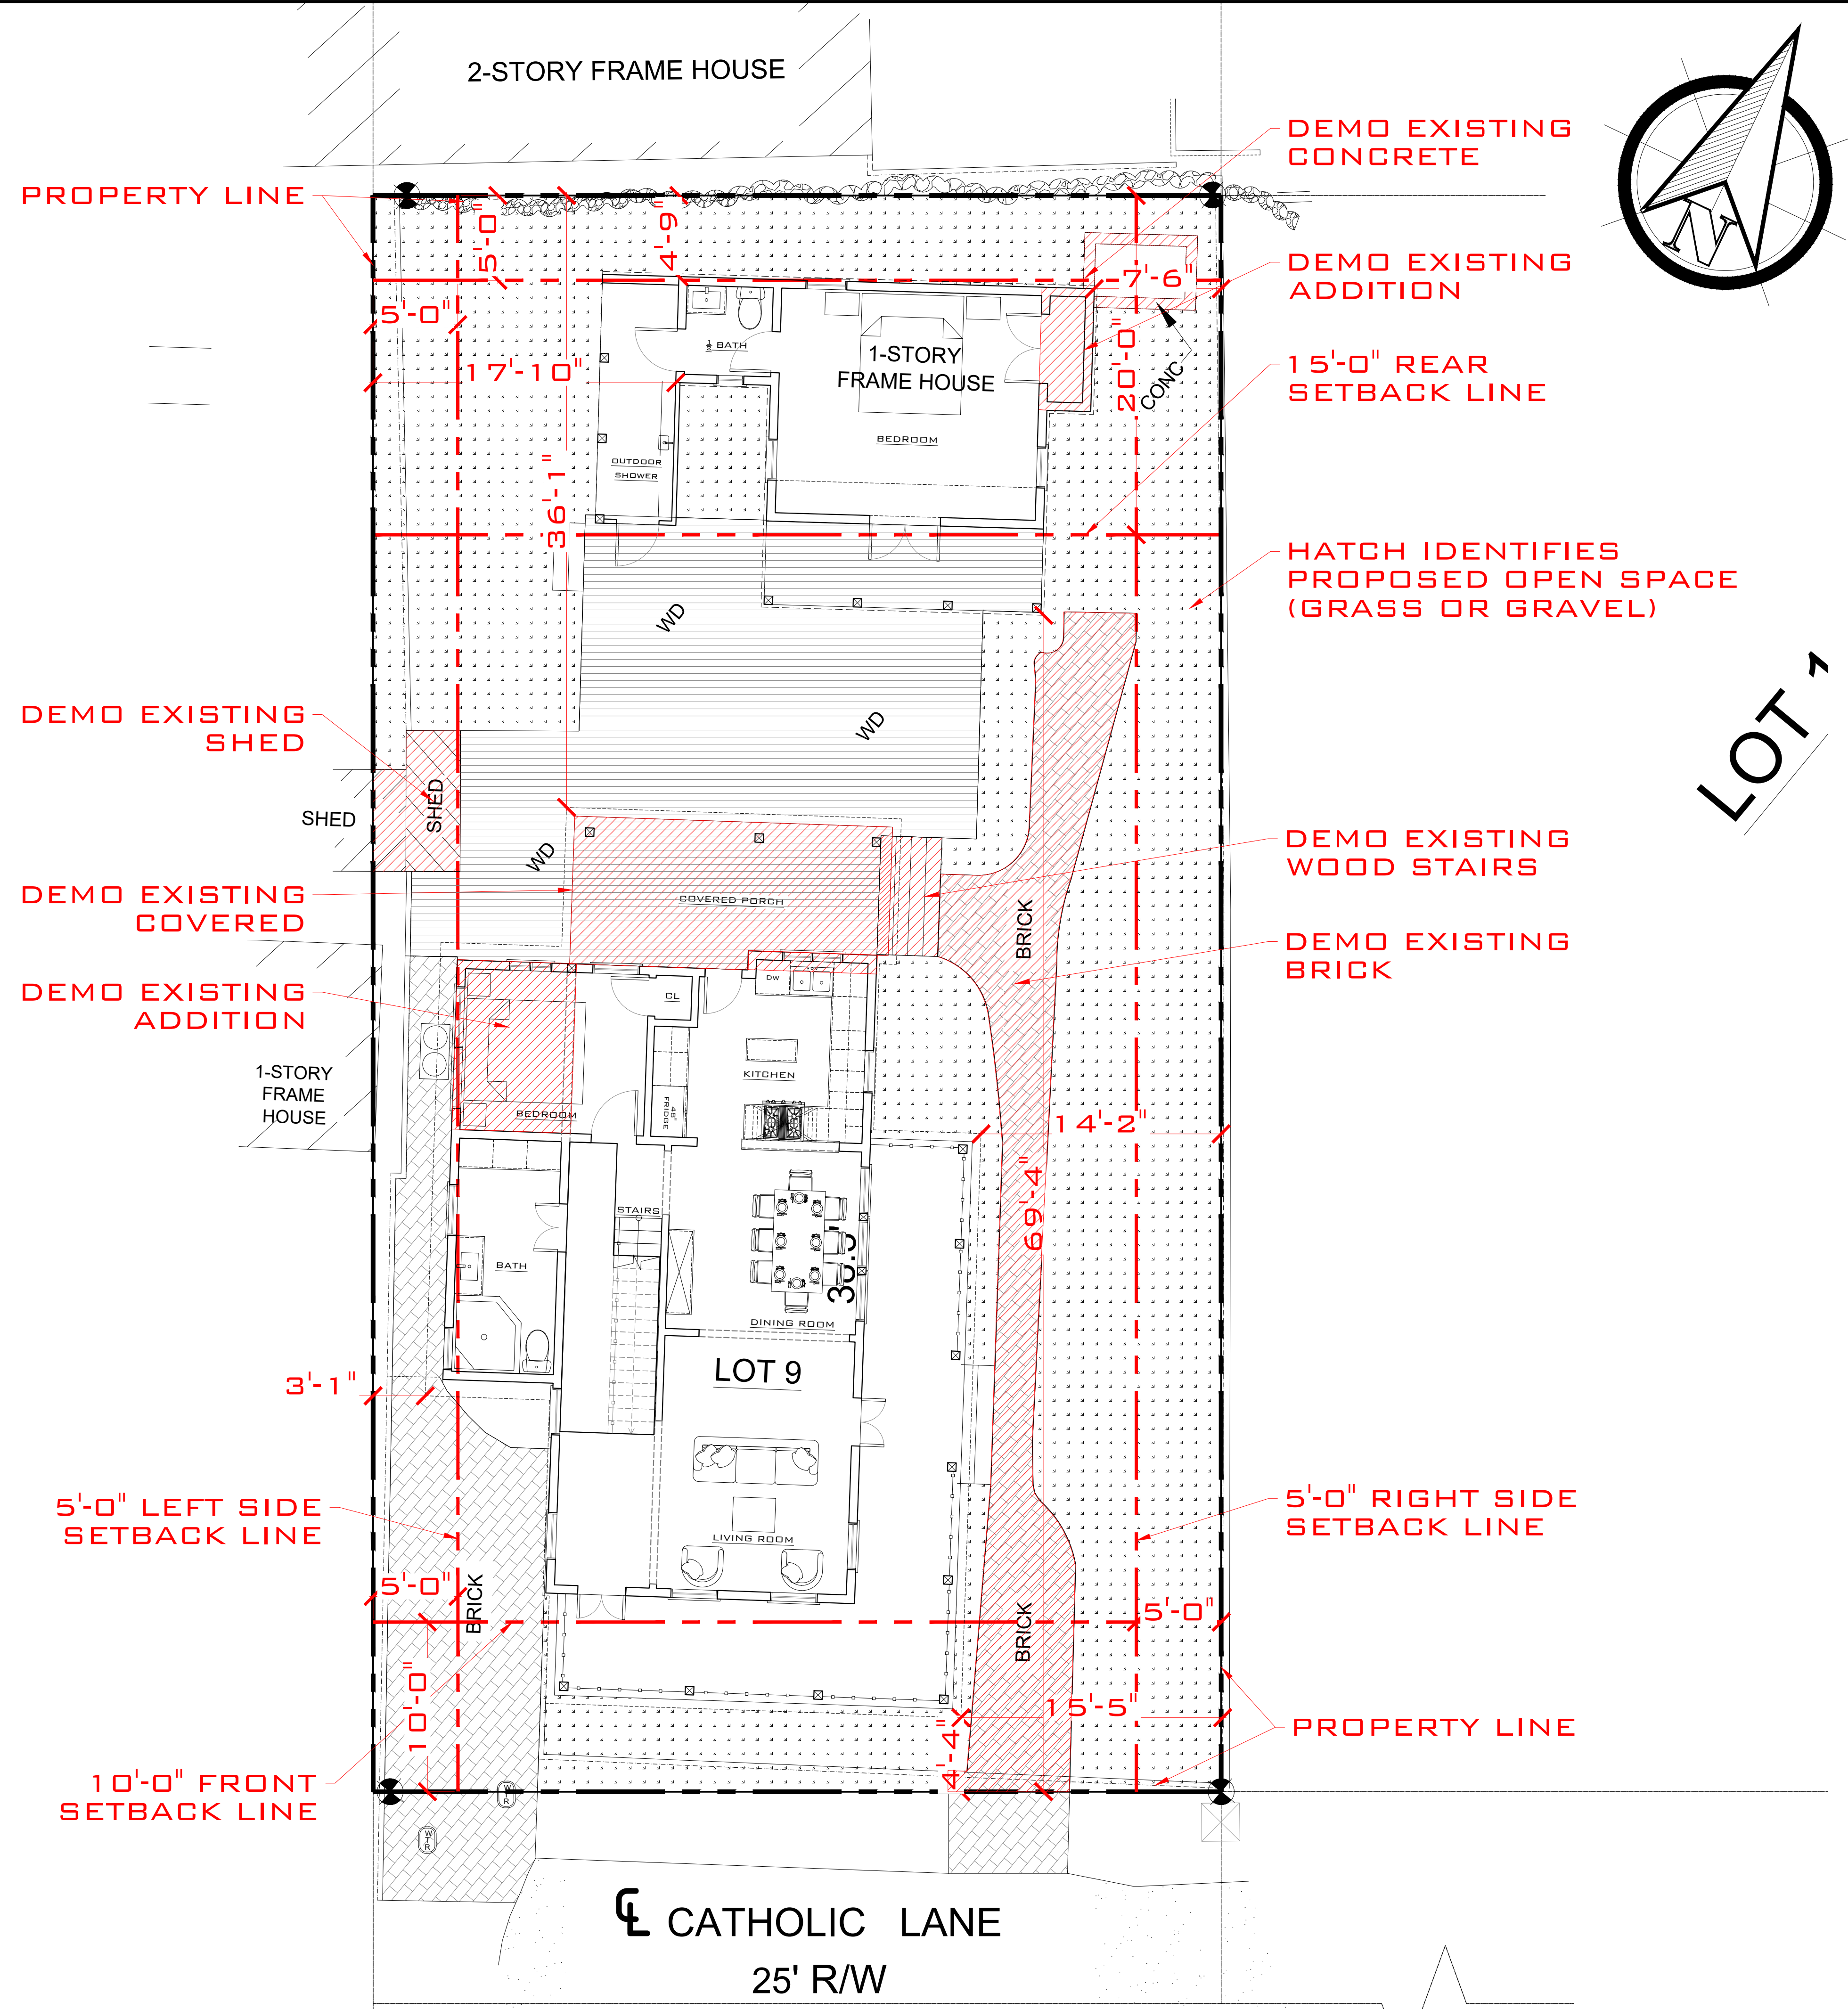 2-STORY FRAME HOUSE
DEMO EXISTING
CONCRETE
PROPERTY LINE
N
5'-0"
4'-9"
7'-6"
DEMO EXISTING
ADDITION
5'-0"
½ BATH
1-STORY
FRAME HOUSE
20'-0"
CONC
15'-0" REAR
SETBACK LINE
17'-10"
BEDROOM
OUTDOOR
SHOWER
36'-1"
HATCH IDENTIFIES
PROPOSED OPEN SPACE
(GRASS OR GRAVEL)
WD
WD
LOT 1
DEMO EXISTING
SHED
SHED
SHED
WD
DEMO EXISTING
WOOD STAIRS
DEMO EXISTING
COVERED
COVERED PORCH
BRICK
DEMO EXISTING
BRICK
DEMO EXISTING
ADDITION
CL
DW
KITCHEN
1-STORY
FRAME
HOUSE
BEDROOM
48"
FRIDGE
14'-2"
69'-4"
STAIRS
BATH
DINING ROOM
LOT 9
3'-1"
5'-0" LEFT SIDE
SETBACK LINE
LIVING ROOM
5'-0" RIGHT SIDE
SETBACK LINE
5'-0"
BRICK
BRICK
5'-0"
10'-0"
15'-5"
4'-4"
PROPERTY LINE
10'-0" FRONT
SETBACK LINE
WTR
WTR
℄ CATHOLIC LANE
25' R/W